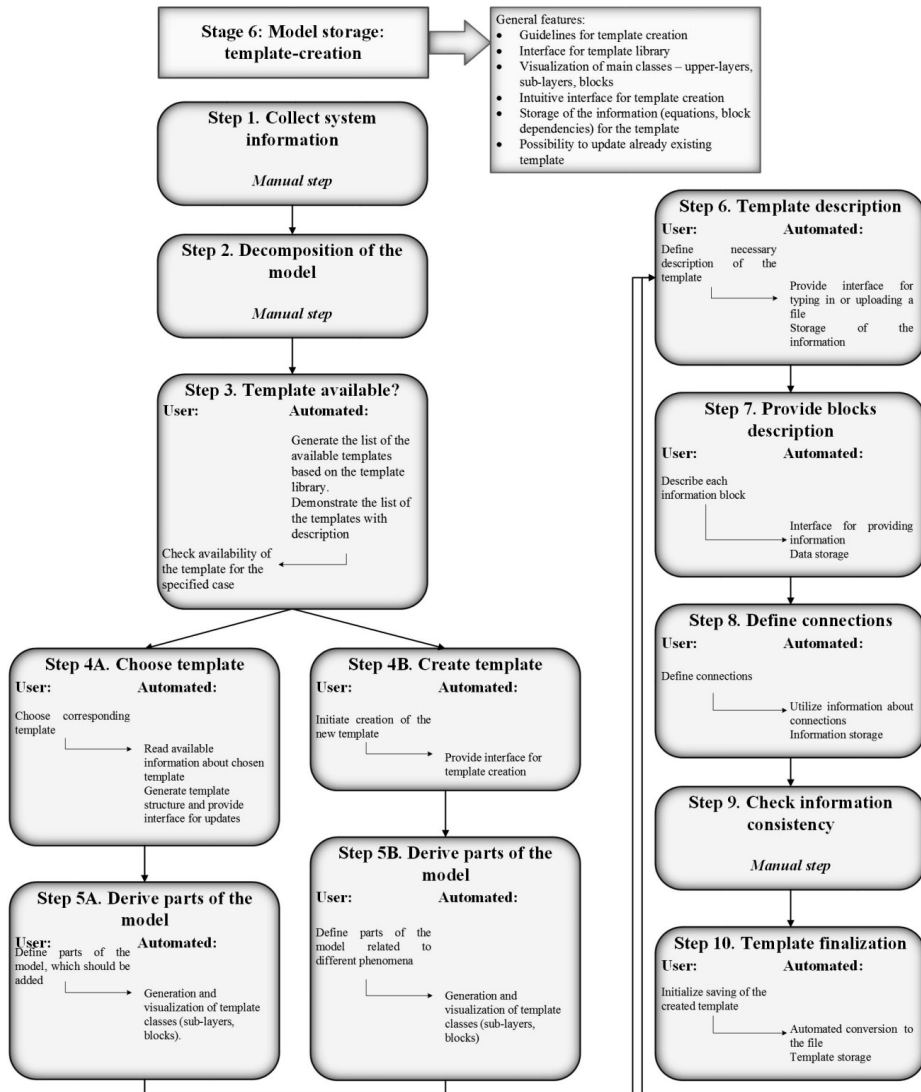 Stage 6: Model storage:
template-creation
General features:
• Guidelines for template creation
• Interface for template library
• Visualization of main classes – upper-layers,
sub-layers, blocks
• Intuitive interface for template creation
• Storage of the information (equations, block
dependencies) for the template
• Possibility to update already existing
template
Step 1. Collect system
information
Manual step
Step 2. Decomposition of the
model
Manual step
Step 3. Template available?
User: Automated:
Generate the list of the
available templates
based on the template
library.
Demonstrate the list of
the templates with
description
Check availability of
the template for the
specified case
Step 4A. Choose template
User: Automated:
Choose corresponding
template
Read available
information about chosen
template
Generate template
structure and provide
interface for updates
Step 4B. Create template
User: Automated:
Initiate creation of the
new template
Provide interface for
template creation
Step 5A. Derive parts of the
model
User: Automated:
Define parts of the
model, which should be
added
Generation and
visualization of template
classes (sub-layers,
blocks).
Step 5B. Derive parts of the
model
User: Automated:
Define parts of the
model related to
different phenomena
Generation and
visualization of template
classes (sub-layers,
blocks)
Step 6. Template description
User: Automated:
Define necessary
description of the
template
Provide interface for
typing in or uploading a
file
Storage of the
information
Step 7. Provide blocks
description
User: Automated:
Describe each
information block
Interface for providing
information
Data storage
Step 8. Define connections
User: Automated:
Define connections
Utilize information about
connections
Information storage
Step 9. Check information
consistency
Manual step
Step 10. Template finalization
User: Automated:
Initialize saving of the
created template
Automated conversion to
the file
Template storage